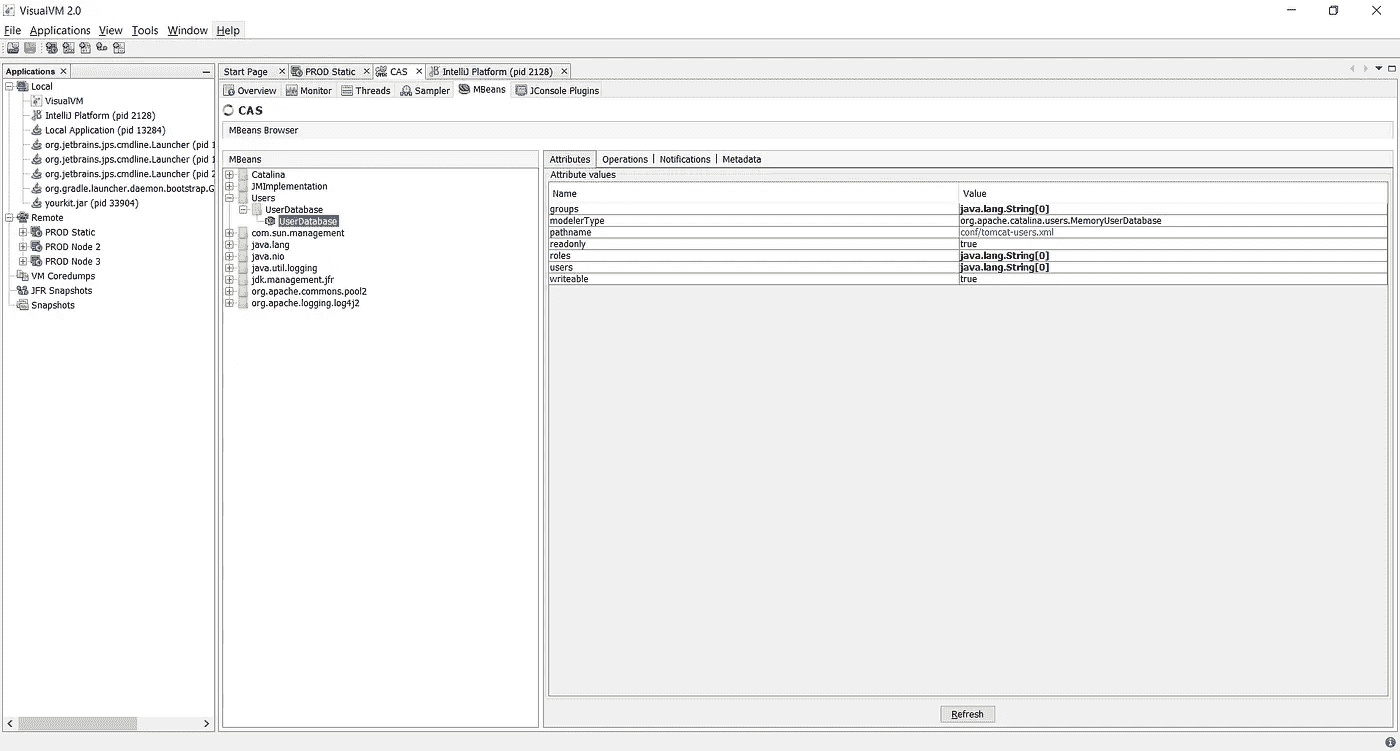 VisualVM 2.0
File Applications View Tools Window Help
Applications
Start Page PROD Static CAS IntelliJ Platform (pid 2128)
Overview Monitor Threads Sampler MBeans JConsole Plugins
CAS
MBeans Browser
Local
VisualVM
IntelliJ Platform (pid 2128)
Local Application (pid 13284)
org.jetbrains.jps.cmdline.Launcher (pid 1
org.jetbrains.jps.cmdline.Launcher (pid 1
org.jetbrains.jps.cmdline.Launcher (pid 2
org.gradle.launcher.daemon.bootstrap.G
yourkit.jar (pid 33904)
Remote
PROD Static
PROD Node 2
PROD Node 3
VM Coredumps
JFR Snapshots
Snapshots
MBeans
Catalina
JMImplementation
Users
UserDatabase
UserDatabase
com.sun.management
java.lang
java.nio
java.util.logging
jdk.management.jfr
org.apache.commons.pool2
org.apache.logging.log4j2
Attributes Operations Notifications Metadata
Attribute values
Name Value
groups java.lang.String[0]
modelerType org.apache.catalina.users.MemoryUserDatabase
pathname conf/tomcat-users.xml
readonly true
roles java.lang.String[0]
users java.lang.String[0]
writeable true
Refresh